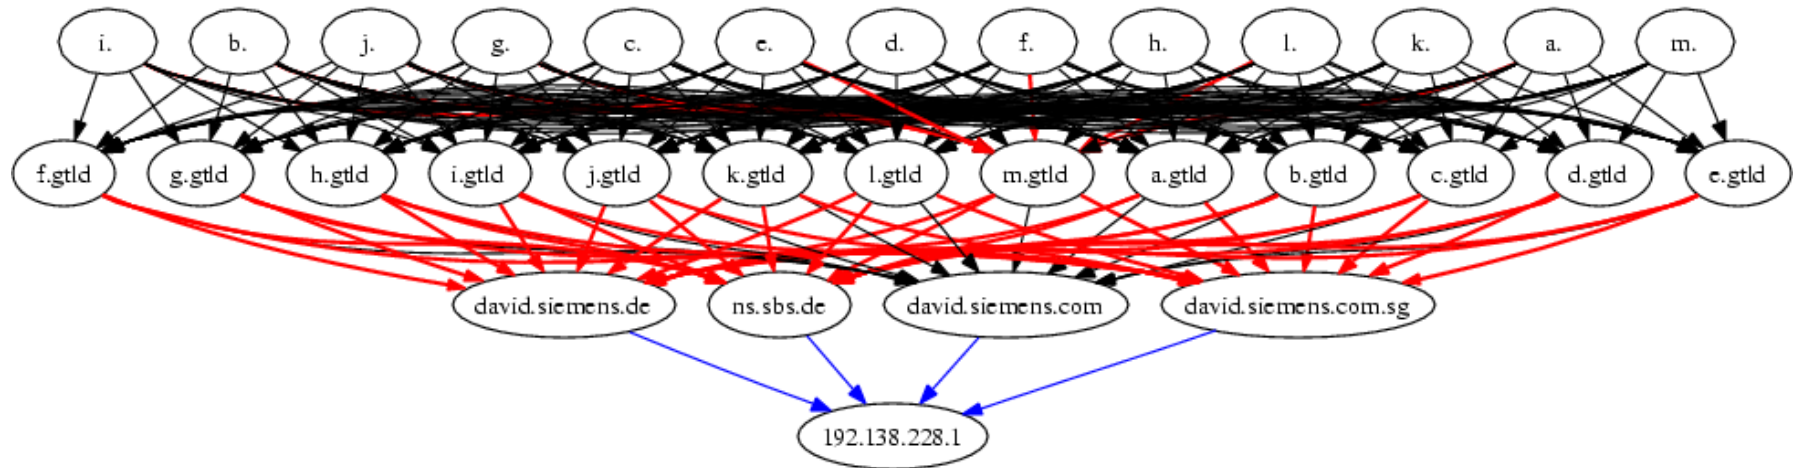 i. b. j. g. c. e. d. f. h. l. k. a. m.
f.gtld g.gtld h.gtld i.gtld j.gtld k.gtld l.gtld m.gtld a.gtld b.gtld c.gtld d.gtld e.gtld
david.siemens.de ns.sbs.de david.siemens.com david.siemens.com.sg
192.138.228.1